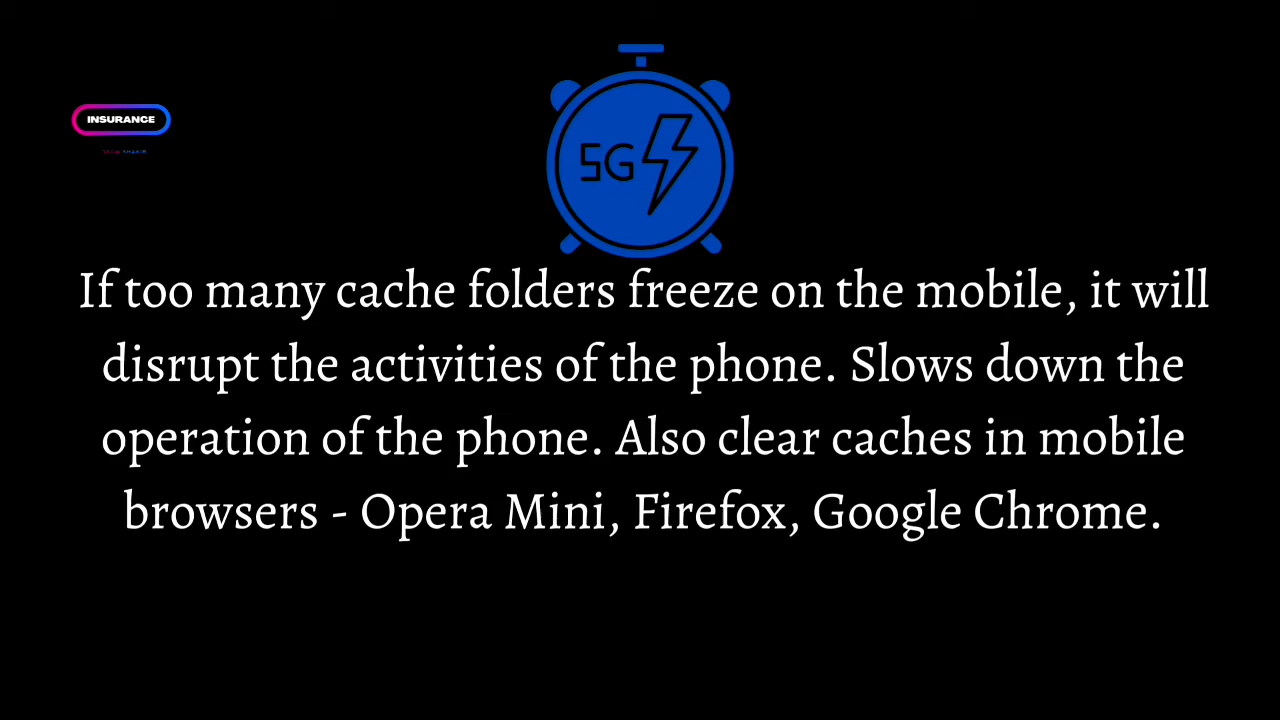 INSURANCE
5G
If too many cache folders freeze on the mobile, it will
disrupt the activities of the phone. Slows down the
operation of the phone. Also clear caches in mobile
browsers - Opera Mini, Firefox, Google Chrome.